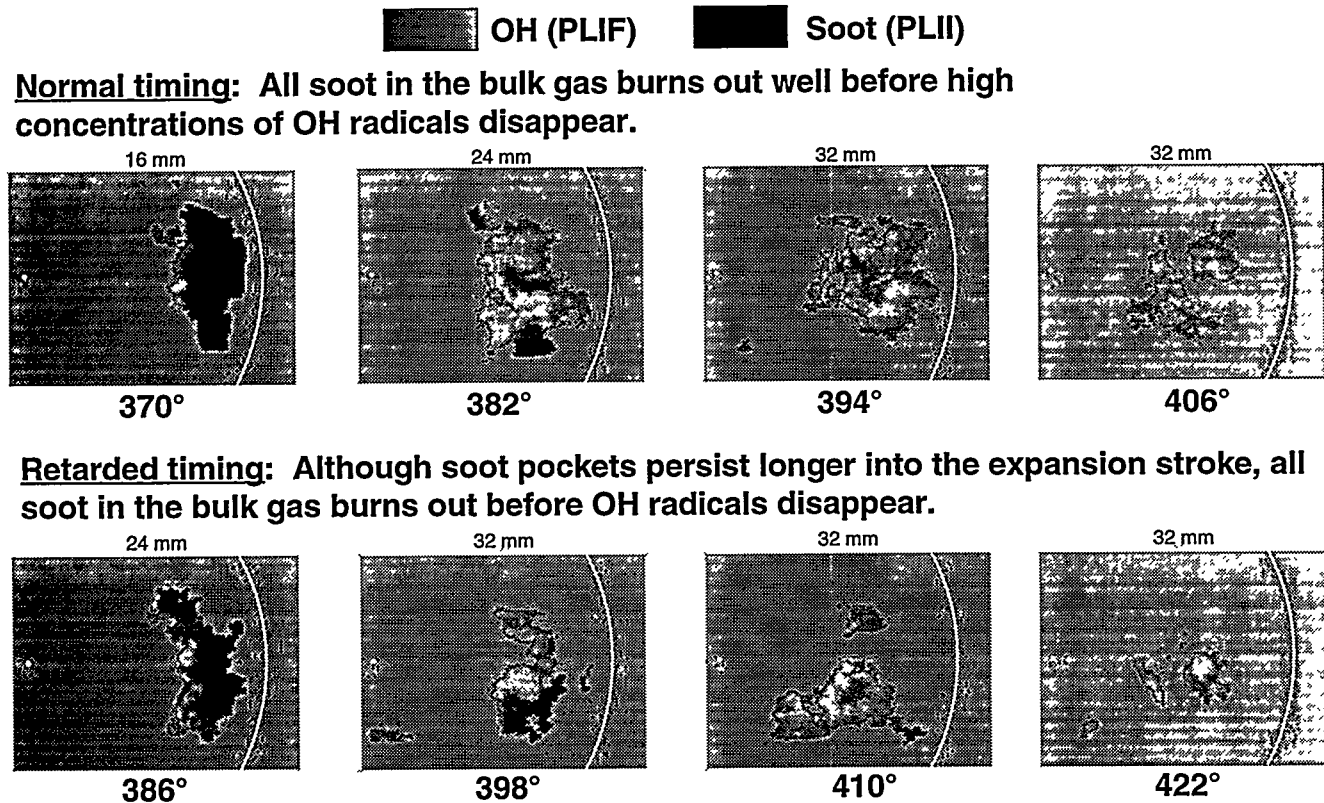 OH (PLIF) Soot (PLII)
Normal timing: All soot in the bulk gas burns out well before high
concentrations of OH radicals disappear.
16 mm 24 mm 32 mm 32 mm
370° 382° 394° 406°
Retarded timing: Although soot pockets persist longer into the expansion stroke, all
soot in the bulk gas burns out before OH radicals disappear.
24 mm 32 mm 32 mm 32 mm
386° 398° 410° 422°